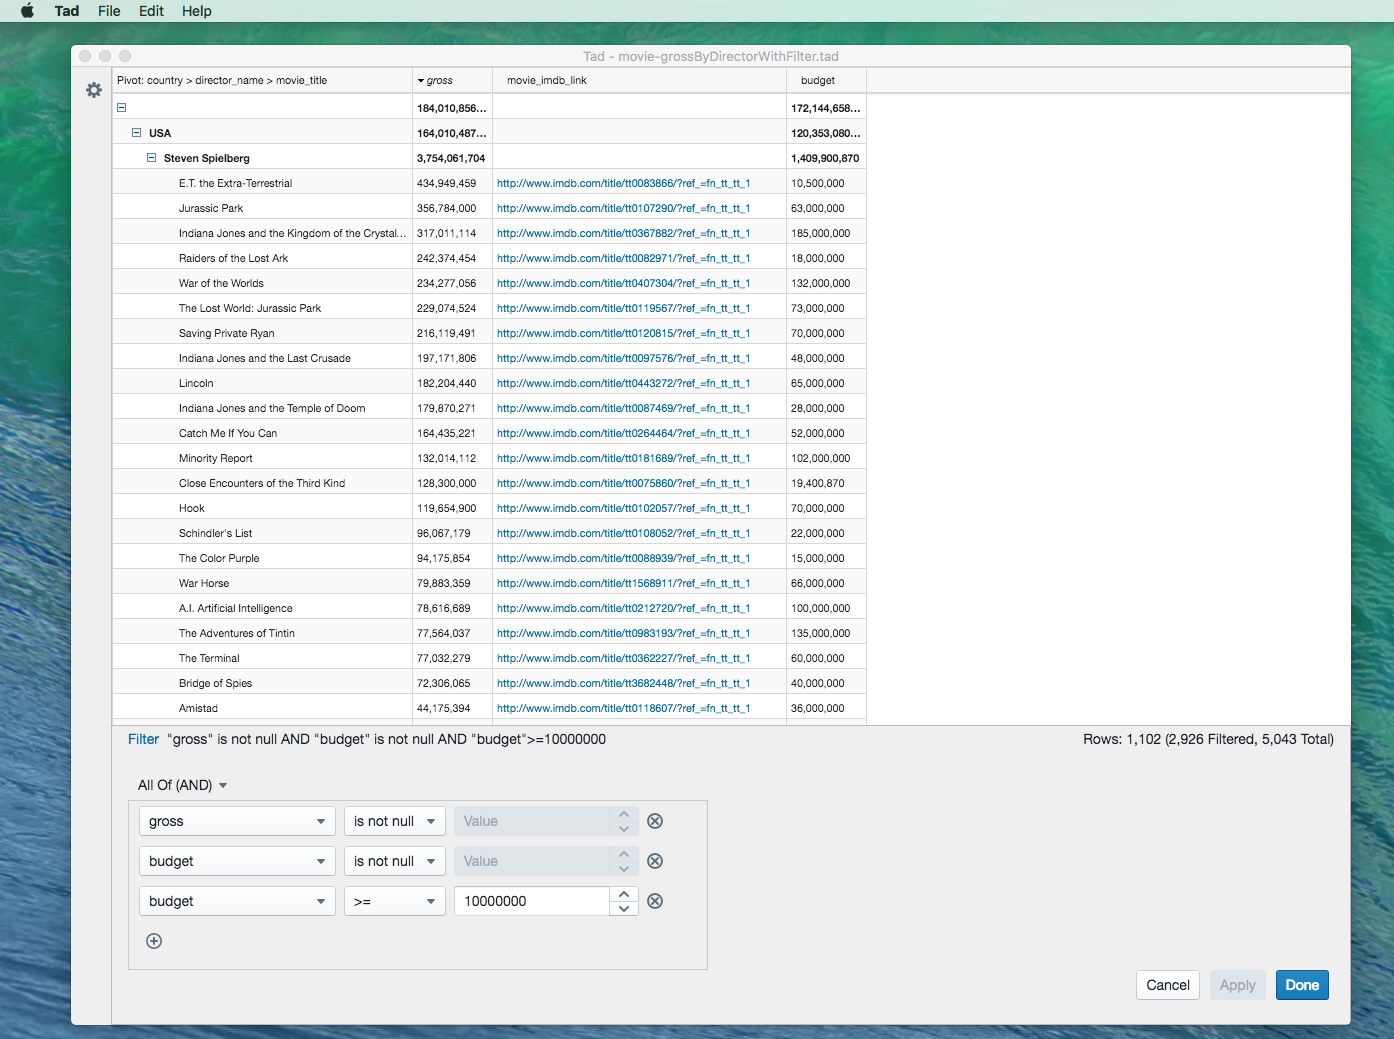 Tad File Edit Help
Tad - movie-grossByDirectorWithFilter.tad
Pivot: country > director_name > movie_title gross movie_imdb_link budget
184,010,856... 172,144,658...
USA 164,010,487... 120,353,080...
Steven Spielberg 3,754,061,704 1,409,900,870
E.T. the Extra-Terrestrial 434,949,459 http://www.imdb.com/title/tt0083866/?ref_=fn_tt_tt_1 10,500,000
Jurassic Park 356,784,000 http://www.imdb.com/title/tt0107290/?ref_=fn_tt_tt_1 63,000,000
Indiana Jones and the Kingdom of the Crystal... 317,011,114 http://www.imdb.com/title/tt0367882/?ref_=fn_tt_tt_1 185,000,000
Raiders of the Lost Ark 242,374,454 http://www.imdb.com/title/tt0082971/?ref_=fn_tt_tt_1 18,000,000
War of the Worlds 234,277,056 http://www.imdb.com/title/tt0407304/?ref_=fn_tt_tt_1 132,000,000
The Lost World: Jurassic Park 229,074,524 http://www.imdb.com/title/tt0119567/?ref_=fn_tt_tt_1 73,000,000
Saving Private Ryan 216,119,491 http://www.imdb.com/title/tt0120815/?ref_=fn_tt_tt_1 70,000,000
Indiana Jones and the Last Crusade 197,171,806 http://www.imdb.com/title/tt0097576/?ref_=fn_tt_tt_1 48,000,000
Lincoln 182,204,440 http://www.imdb.com/title/tt0443272/?ref_=fn_tt_tt_1 65,000,000
Indiana Jones and the Temple of Doom 179,870,271 http://www.imdb.com/title/tt0087469/?ref_=fn_tt_tt_1 28,000,000
Catch Me If You Can 164,435,221 http://www.imdb.com/title/tt0264464/?ref_=fn_tt_tt_1 52,000,000
Minority Report 132,014,112 http://www.imdb.com/title/tt0181689/?ref_=fn_tt_tt_1 102,000,000
Close Encounters of the Third Kind 128,300,000 http://www.imdb.com/title/tt0075860/?ref_=fn_tt_tt_1 19,400,870
Hook 119,654,900 http://www.imdb.com/title/tt0102057/?ref_=fn_tt_tt_1 70,000,000
Schindler's List 96,067,179 http://www.imdb.com/title/tt0108052/?ref_=fn_tt_tt_1 22,000,000
The Color Purple 94,175,854 http://www.imdb.com/title/tt0088939/?ref_=fn_tt_tt_1 15,000,000
War Horse 79,883,359 http://www.imdb.com/title/tt1568911/?ref_=fn_tt_tt_1 66,000,000
A.I. Artificial Intelligence 78,616,689 http://www.imdb.com/title/tt0212720/?ref_=fn_tt_tt_1 100,000,000
The Adventures of Tintin 77,564,037 http://www.imdb.com/title/tt0983193/?ref_=fn_tt_tt_1 135,000,000
The Terminal 77,032,279 http://www.imdb.com/title/tt0362227/?ref_=fn_tt_tt_1 60,000,000
Bridge of Spies 72,306,065 http://www.imdb.com/title/tt3682448/?ref_=fn_tt_tt_1 40,000,000
Amistad 44,175,394 http://www.imdb.com/title/tt0118607/?ref_=fn_tt_tt_1 36,000,000
Filter "gross" is not null AND "budget" is not null AND "budget">=10000000 Rows: 1,102 (2,926 Filtered, 5,043 Total)
All Of (AND)
gross is not null Value
budget is not null Value
budget >= 10000000
Cancel Apply Done